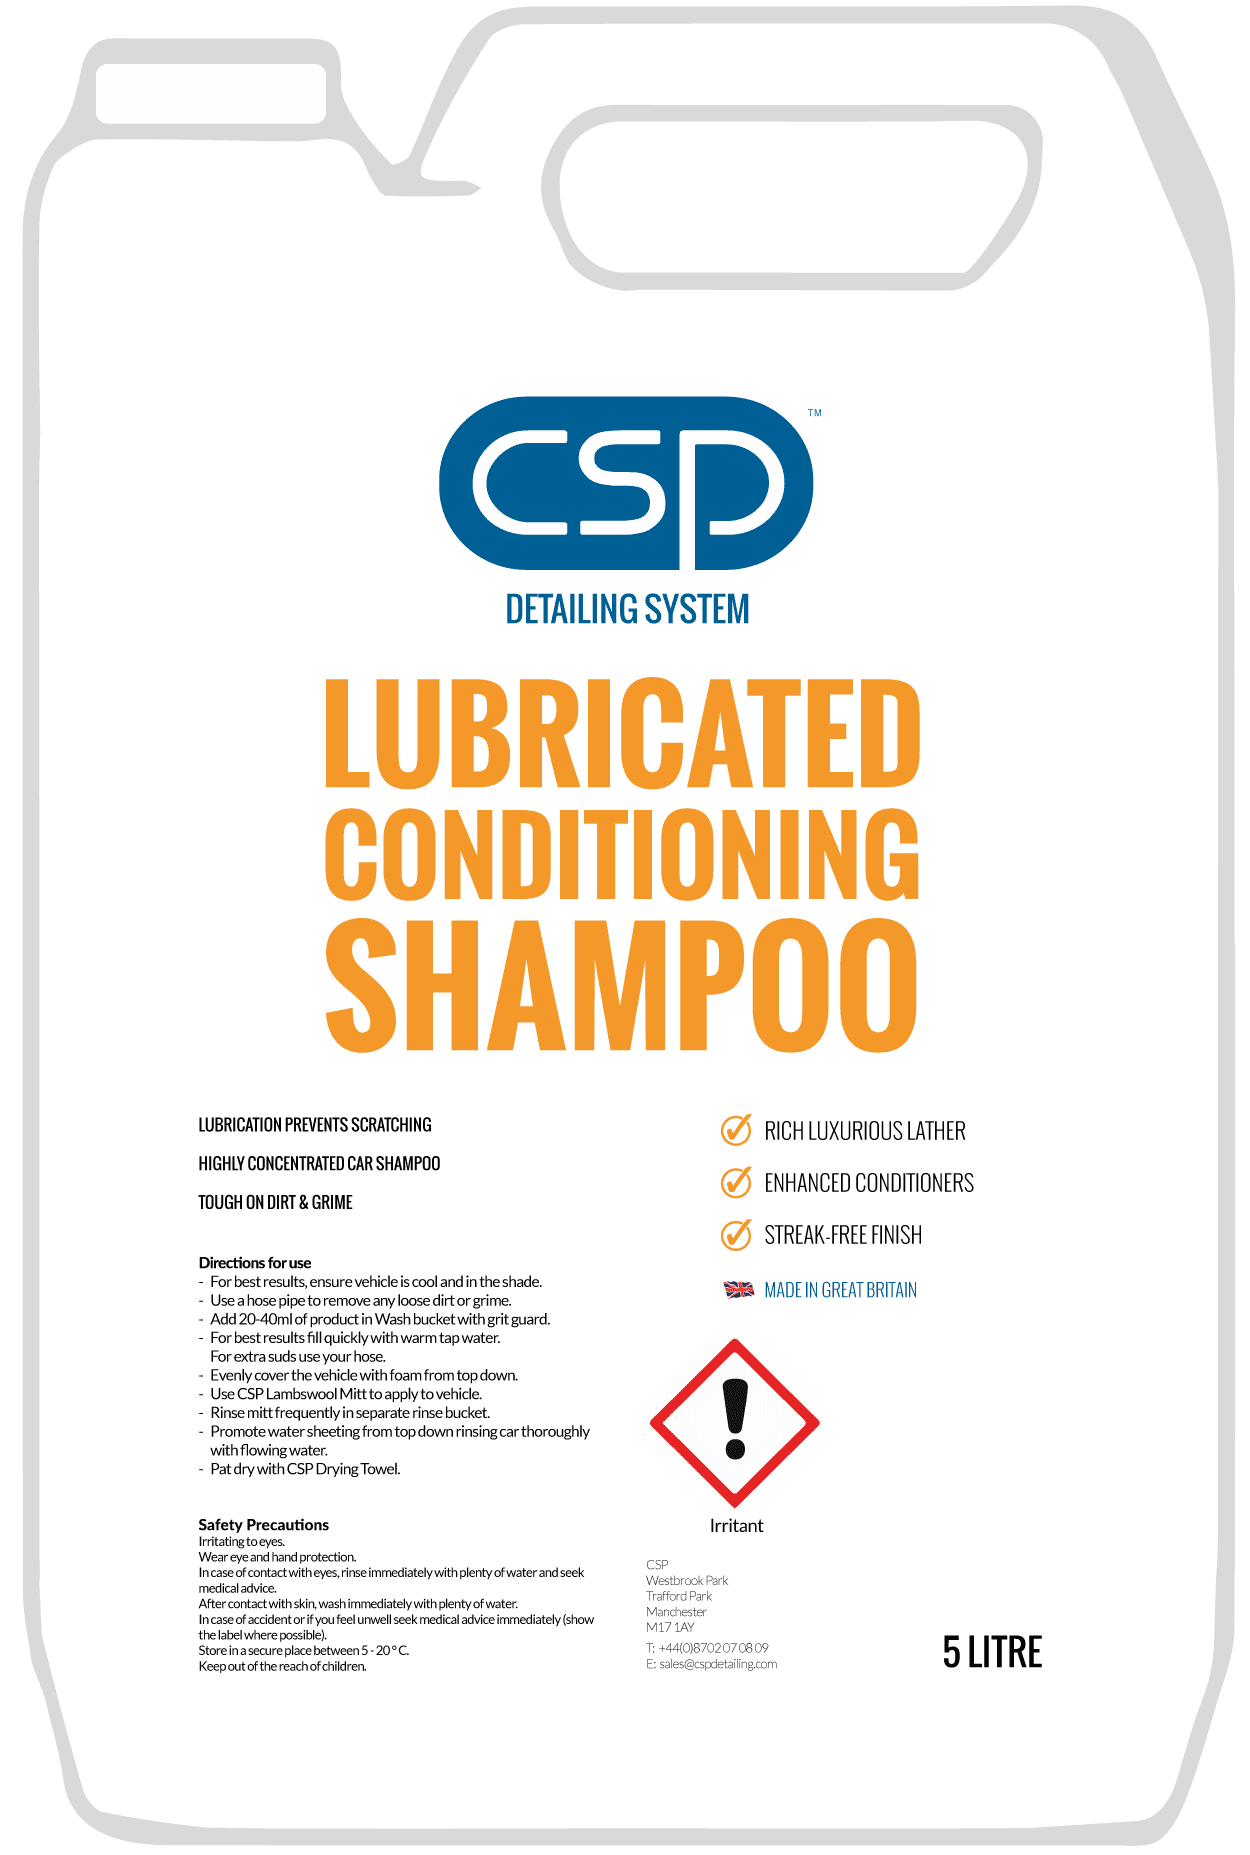 CSP
TM
DETAILING SYSTEM
LUBRICATED
CONDITIONING
SHAMPOO
LUBRICATION PREVENTS SCRATCHING
HIGHLY CONCENTRATED CAR SHAMPOO
TOUGH ON DIRT & GRIME
RICH LUXURIOUS LATHER
ENHANCED CONDITIONERS
STREAK-FREE FINISH
MADE IN GREAT BRITAIN
Directions for use
- For best results, ensure vehicle is cool and in the shade.
- Use a hose pipe to remove any loose dirt or grime.
- Add 20-40ml of product in Wash bucket with grit guard.
- For best results fill quickly with warm tap water.
For extra suds use your hose.
- Evenly cover the vehicle with foam from top down.
- Use CSP Lambswool Mitt to apply to vehicle.
- Rinse mitt frequently in separate rinse bucket.
- Promote water sheeting from top down rinsing car thoroughly
with flowing water.
- Pat dry with CSP Drying Towel.
Safety Precautions
Irritating to eyes.
Wear eye and hand protection.
In case of contact with eyes, rinse immediately with plenty of water and seek
medical advice.
After contact with skin, wash immediately with plenty of water.
In case of accident or if you feel unwell seek medical advice immediately (show
the label where possible).
Store in a secure place between 5 - 20 ° C.
Keep out of the reach of children.
!
Irritant
CSP
Westbrook Park
Trafford Park
Manchester
M17 1AY
T: +44(0)8702 07 08 09
E: sales@cspdetailing.com
5 LITRE